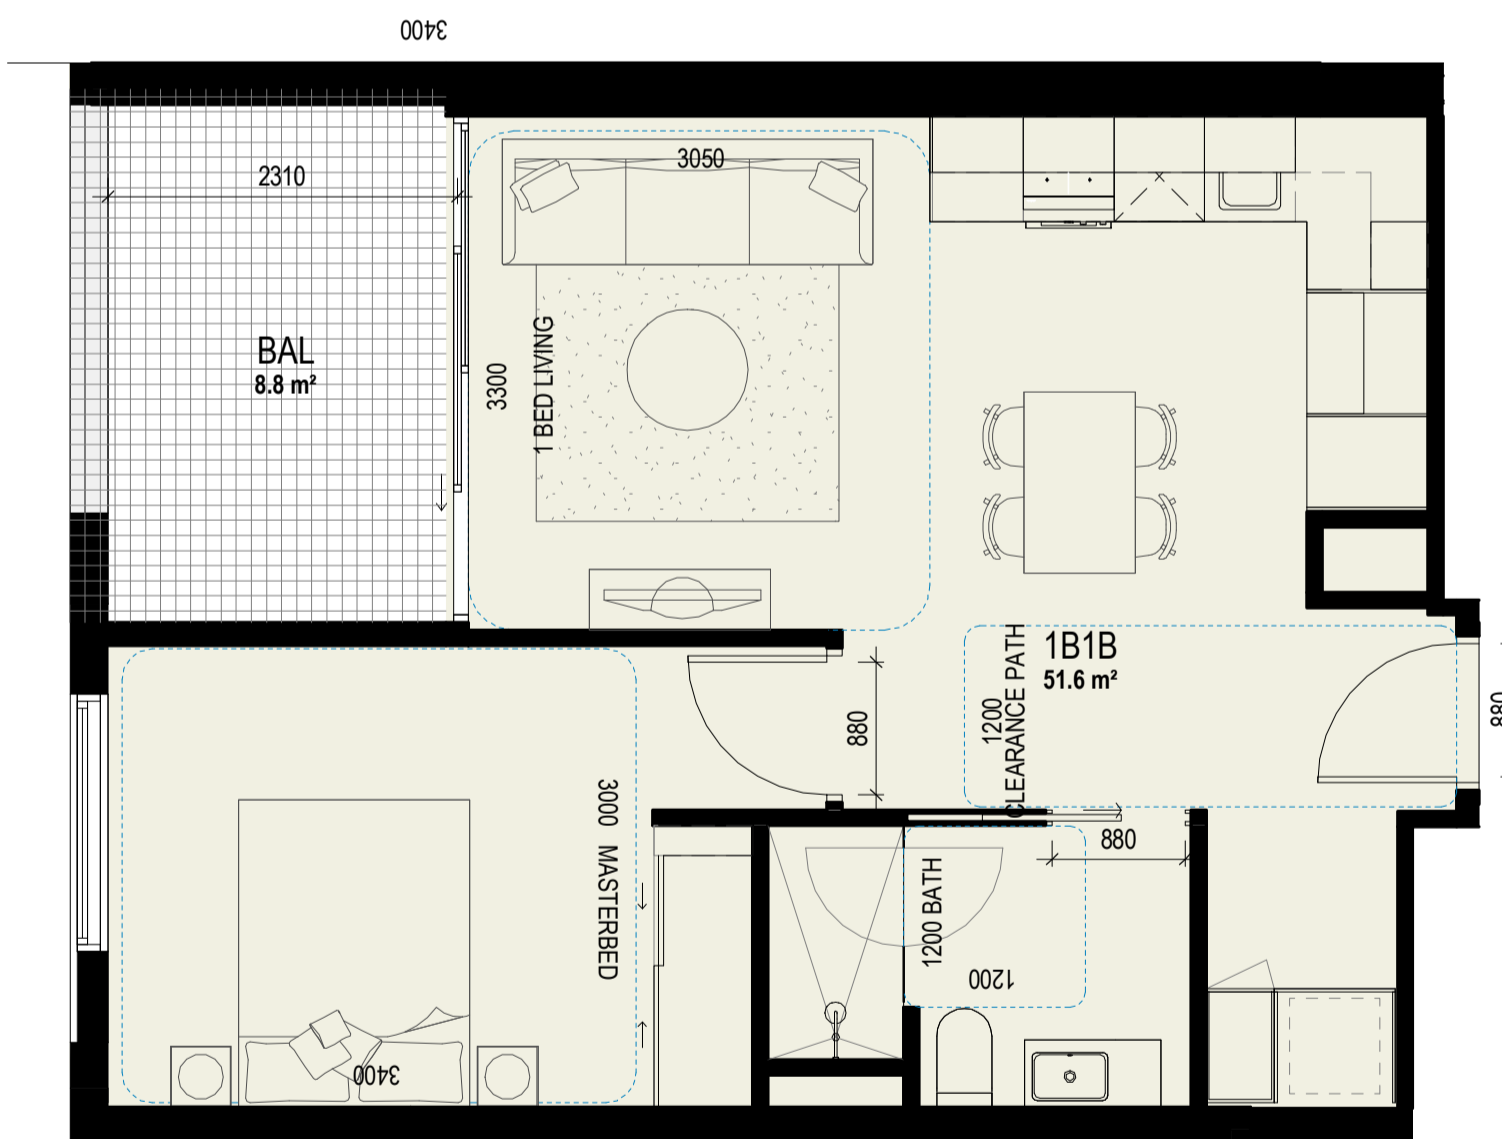 3400
2310
3050
BAL
8.8 m²
3300
1 BED LIVING
1B1B
51.6 m²
1200
CLEARANCE PATH
880
880
880
3000 MASTERBED
1200 BATH
1200
3400